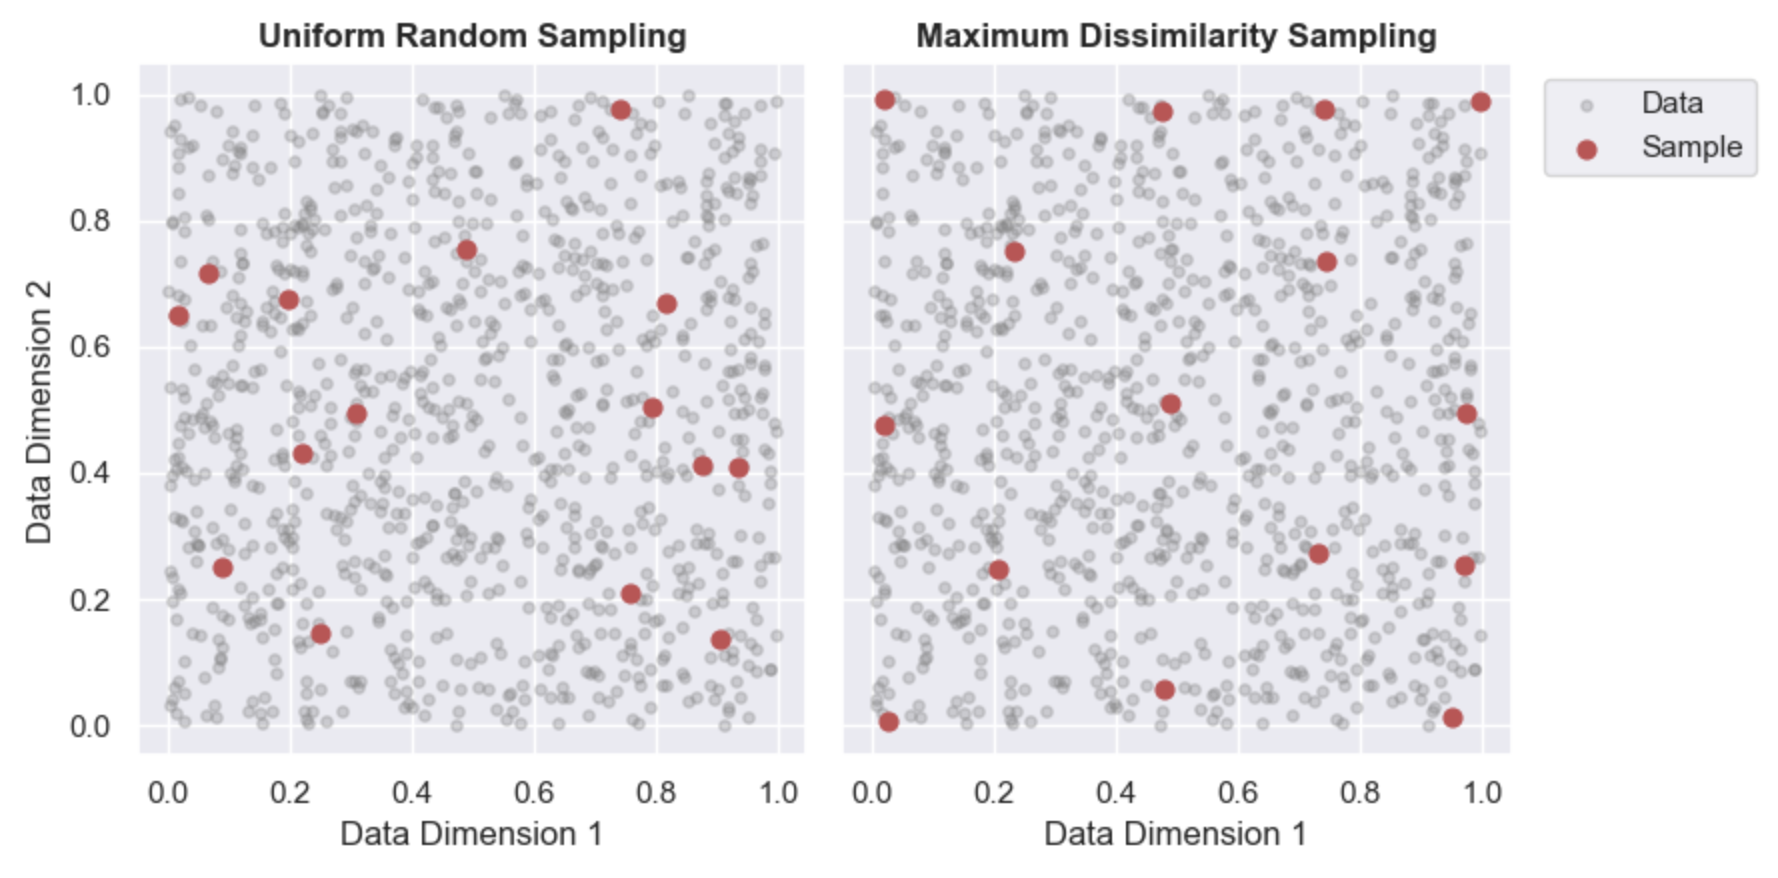 Uniform Random Sampling
Maximum Dissimilarity Sampling
Data
Sample
Data Dimension 2
1.0
0.8
0.6
0.4
0.2
0.0
0.0 0.2 0.4 0.6 0.8 1.0
0.0 0.2 0.4 0.6 0.8 1.0
Data Dimension 1
Data Dimension 1